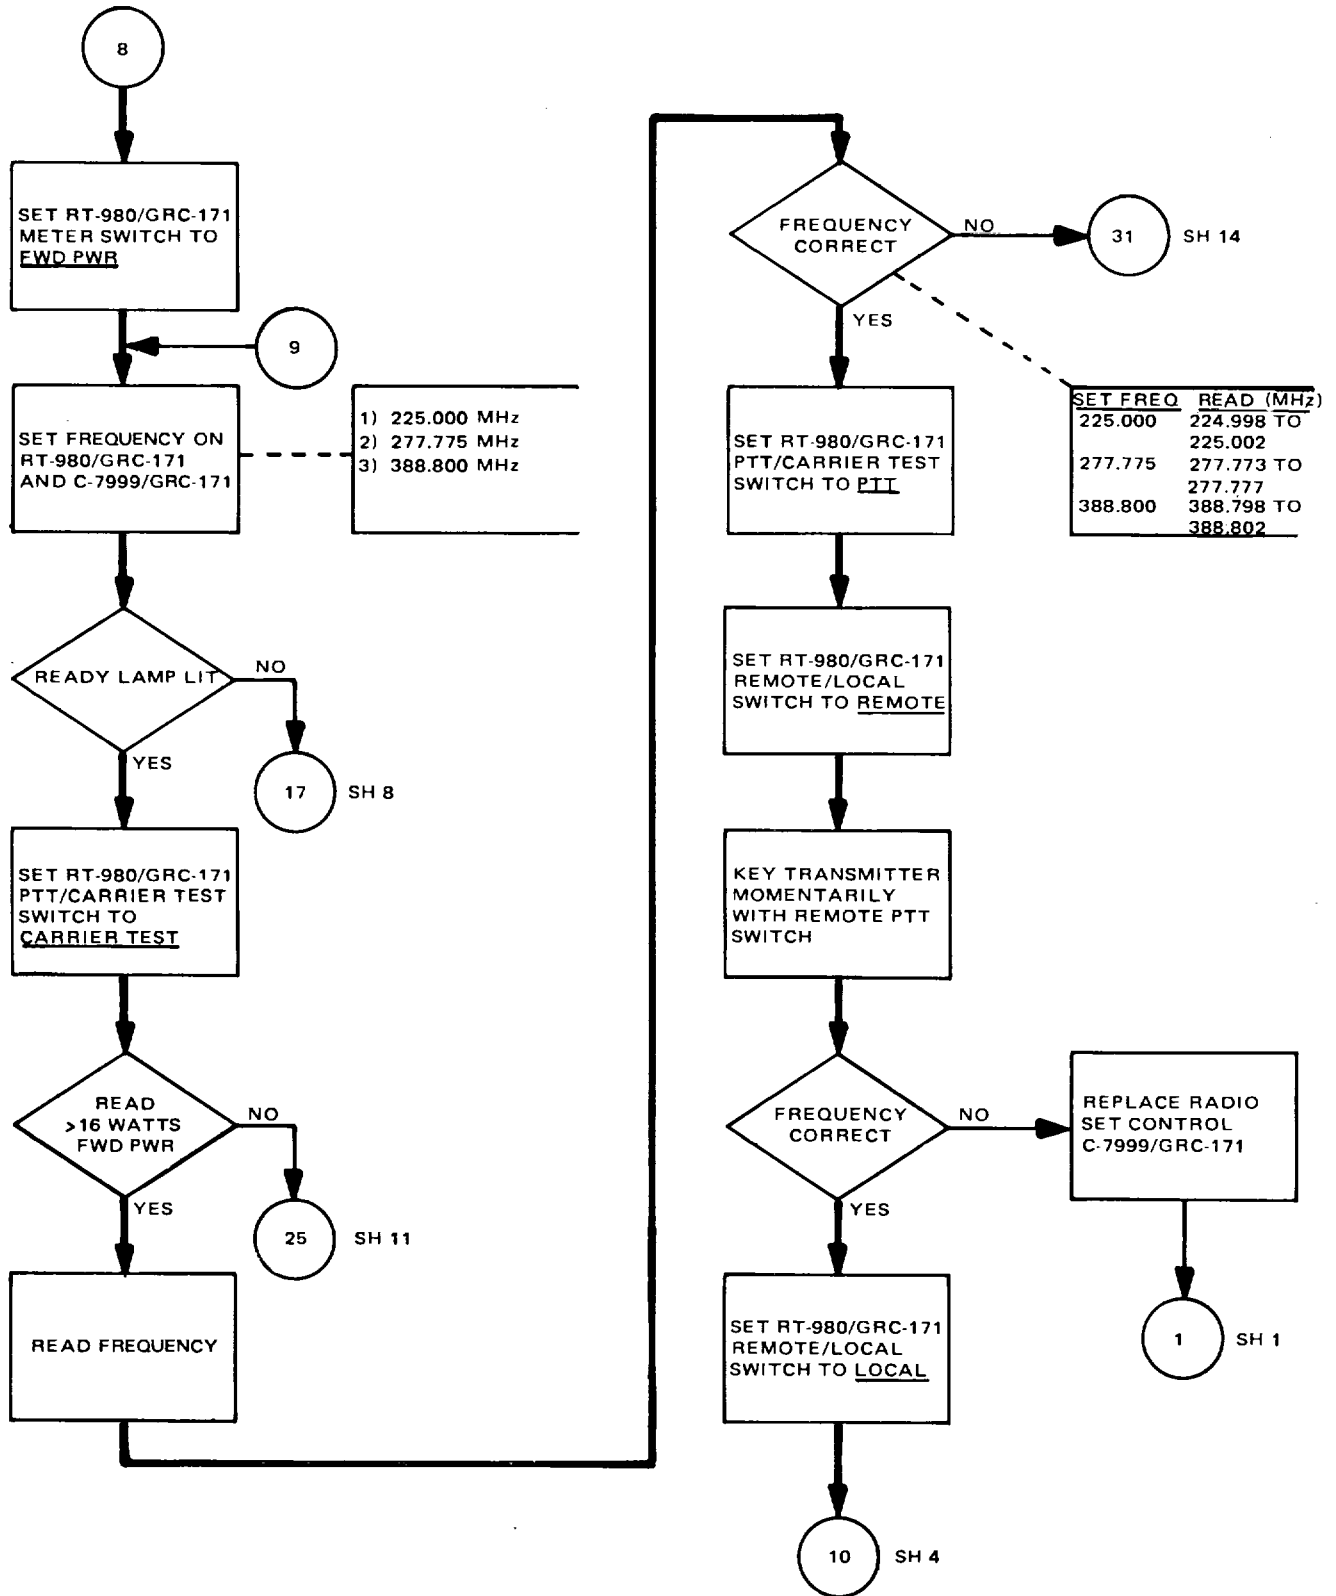 8
SET RT-980/GRC-171
METER SWITCH TO
FWD PWR
9
SET FREQUENCY ON
RT-980/GRC-171
AND C-7999/GRC-171
1) 225.000 MHz
2) 277.775 MHz
3) 388.800 MHz
READY LAMP LIT
NO
17 SH 8
YES
SET RT-980/GRC-171
PTT/CARRIER TEST
SWITCH TO
CARRIER TEST
READ
>16 WATTS
FWD PWR
NO
25 SH 11
YES
READ FREQUENCY
FREQUENCY
CORRECT
NO
31 SH 14
YES
SET FREQ READ (MHz)
225.000 224.998 TO
225.002
277.775 277.773 TO
277.777
388.800 388.798 TO
388.802
SET RT-980/GRC-171
PTT/CARRIER TEST
SWITCH TO PTT
SET RT-980/GRC-171
REMOTE/LOCAL
SWITCH TO REMOTE
KEY TRANSMITTER
MOMENTARILY
WITH REMOTE PTT
SWITCH
FREQUENCY
CORRECT
NO
REPLACE RADIO
SET CONTROL
C-7999/GRC-171
1 SH 1
YES
SET RT-980/GRC-171
REMOTE/LOCAL
SWITCH TO LOCAL
10 SH 4